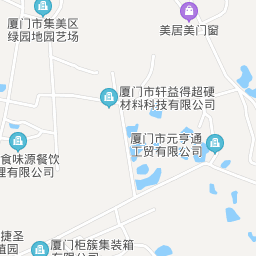 厦门市集美区
绿园地园艺场
美居美门窗
厦门市轩益得超硬
材料科技有限公司
厦门市元亨通
工贸有限公司
食味源餐饮
理有限公司
捷圣
植园
厦门柜簇集装箱
有限公司